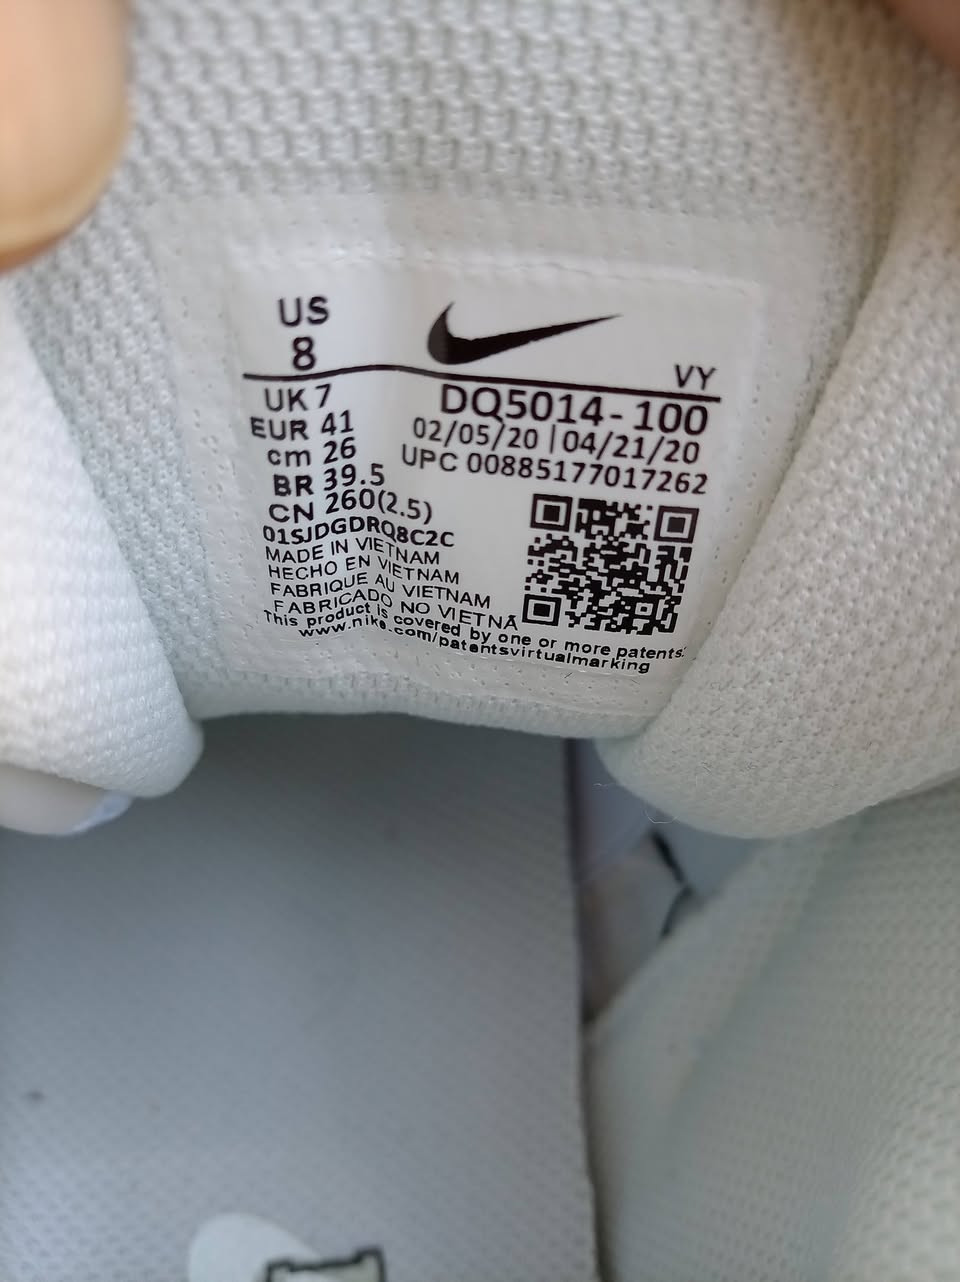 US
8
VY
UK 7
DQ5014-100
EUR 41
02/05/20 | 04/21/20
cm 26
UPC 00885177017262
BR 39.5
CN 260(2.5)
01SJDGDRQ8C2C
MADE IN VIETNAM
HECHO EN VIETNAM
FABRIQUE AU VIETNAM
FABRICADO NO VIETNÃ
This product is covered by one or more patents.
www.nike.com/patentsvirtualmarking